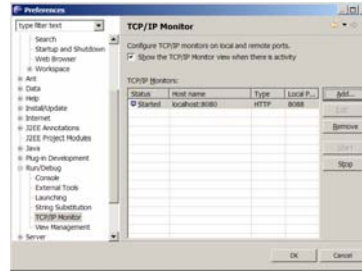 Preferences
type filter text
Search
Startup and Shutdown
Web Browser
Workspace
Ant
Data
Help
Install/Update
Internet
J2EE Annotations
J2EE Project Modules
Java
Plug-in Development
Run/Debug
Console
External Tools
Launching
String Substitution
TCP/IP Monitor
View Management
Server
TCP/IP Monitor
Configure TCP/IP monitors on local and remote ports.
Show the TCP/IP Monitor view when there is activity
TCP/IP Monitors:
Status Host name Type Local P...
Started localhost:8080 HTTP 8088
Add...
Edit...
Remove
Start
Stop
OK Cancel